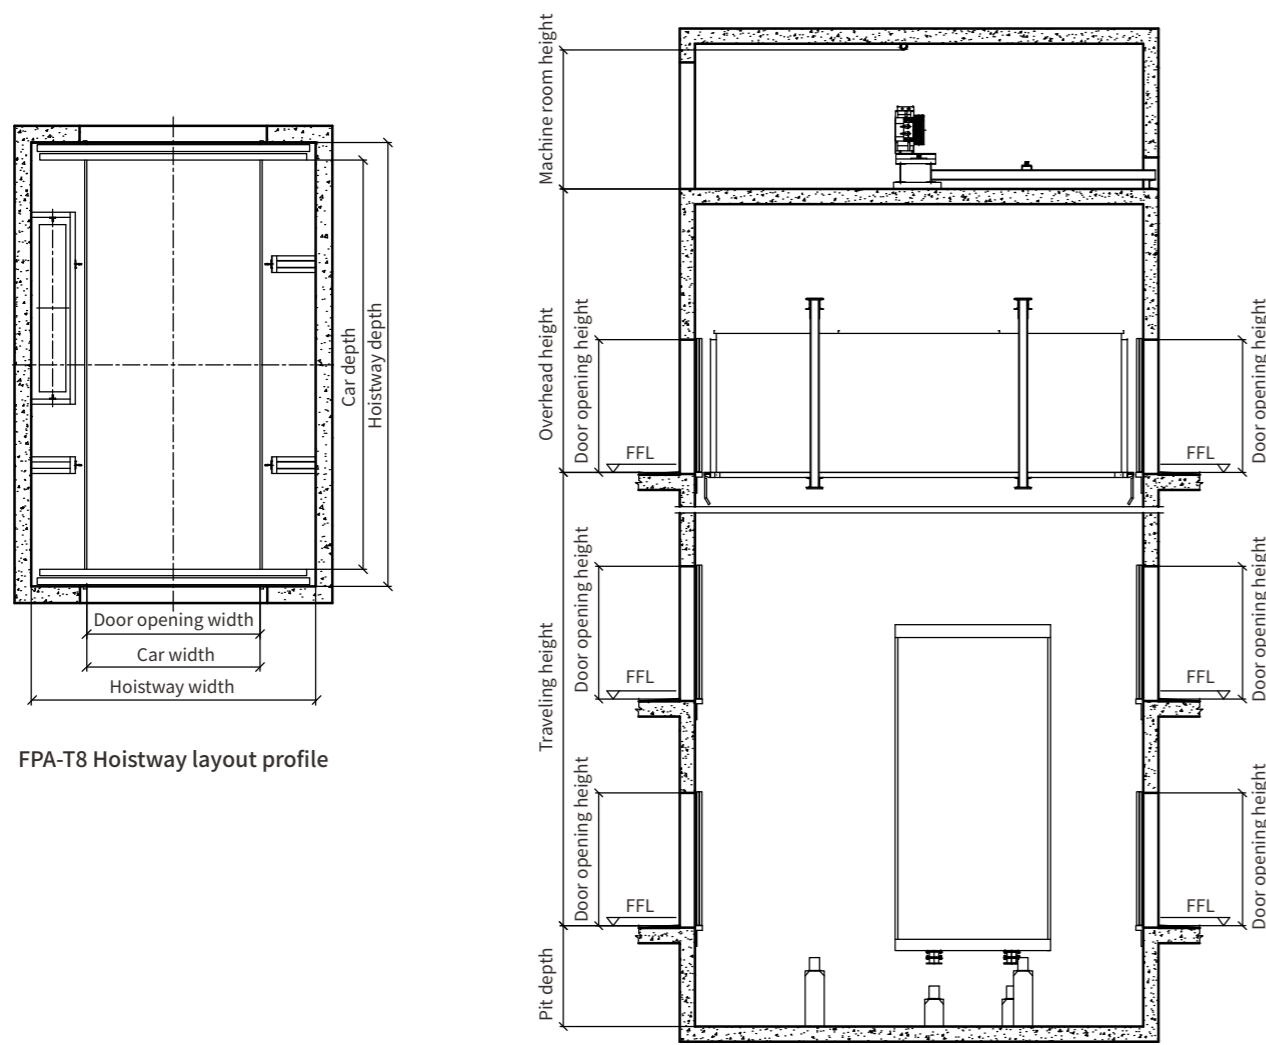 Car depth
Hoistway depth
Door opening width
Car width
Hoistway width
FPA-T8 Hoistway layout profile
Machine room height
Overhead height
Door opening height
FFL
FFL
Door opening height
Traveling height
Door opening height
FFL
FFL
Door opening height
Door opening height
FFL
FFL
Door opening height
Pit depth